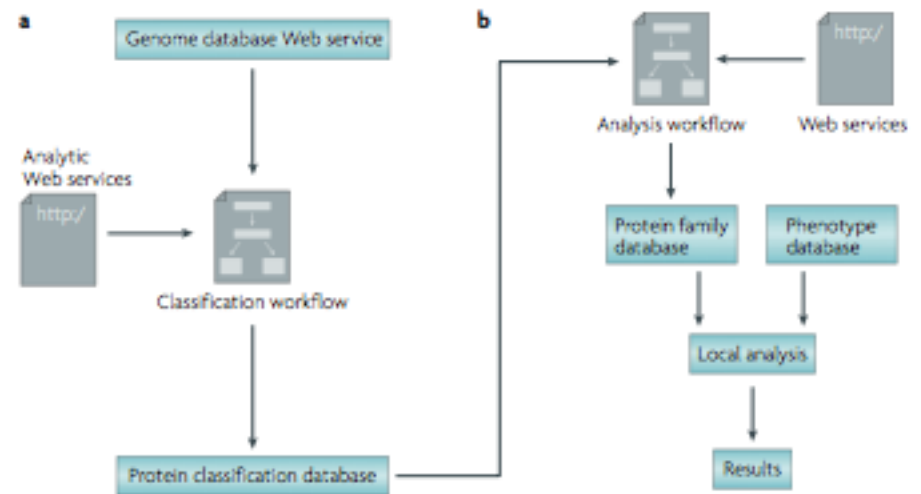 a
Genome database Web service
Analytic
Web services
http:/
Classification workflow
Protein classification database
b
http:/
Analysis workflow
Web services
Protein family
database
Phenotype
database
Local analysis
Results